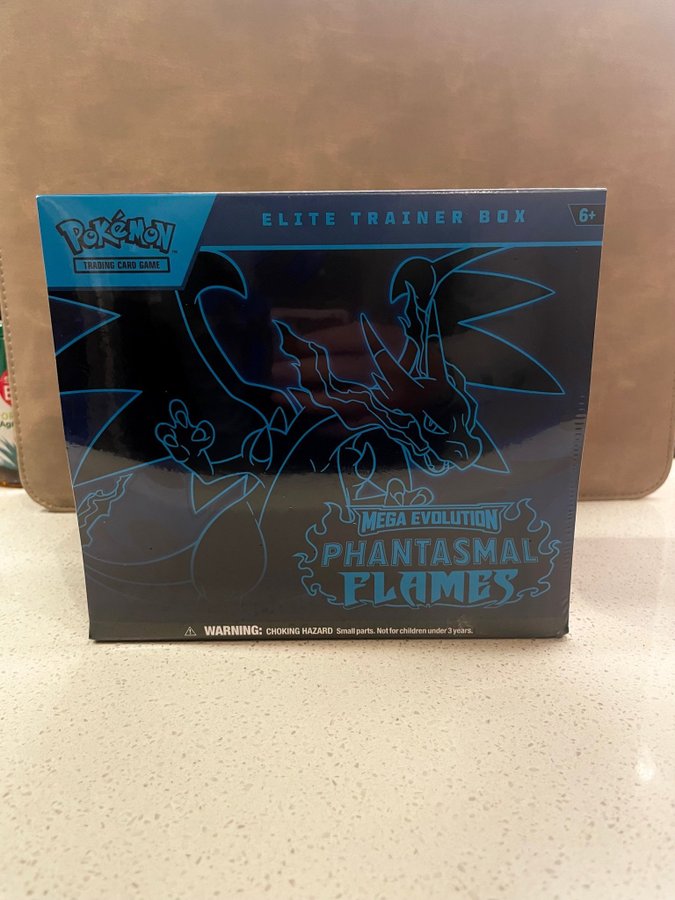 ELITE TRAINER BOX
6+
POKéMON
TRADING CARD GAME
MEGA EVOLUTION
PHANTASMAL
FLAMES
WARNING: CHOKING HAZARD Small parts. Not for children under 3 years.